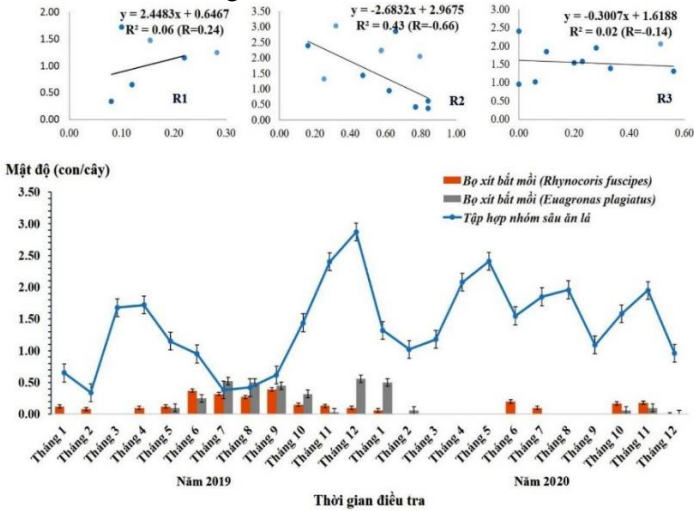 y = 2.4483x + 0.6467
R² = 0.06 (R=0.24)
2.00
1.50
1.00
0.50
0.00
0.00 0.10 0.20 0.30
R1
y = -2.6832x + 2.9675
R² = 0.43 (R=-0.66)
3.50
3.00
2.50
2.00
1.50
1.00
0.50
0.00
0.00 0.20 0.40 0.60 0.80 1.00
R2
y = -0.3007x + 1.6188
R² = 0.02 (R=-0.14)
3.00
2.50
2.00
1.50
1.00
0.50
0.00
0.00 0.20 0.40 0.60
R3
Mật độ (con/cây)
3.50
3.00
2.50
2.00
1.50
1.00
0.50
0.00
Bọ xít bắt mồi (Rhynocoris fuscipes)
Bọ xít bắt mồi (Euagronas plagiatus)
Tập hợp nhóm sâu ăn lá
Tháng 1 Tháng 2 Tháng 3 Tháng 4 Tháng 5 Tháng 6 Tháng 7 Tháng 8 Tháng 9 Tháng 10 Tháng 11 Tháng 12 Tháng 1 Tháng 2 Tháng 3 Tháng 4 Tháng 5 Tháng 6 Tháng 7 Tháng 8 Tháng 9 Tháng 10 Tháng 11 Tháng 12
Năm 2019 Năm 2020
Thời gian điều tra